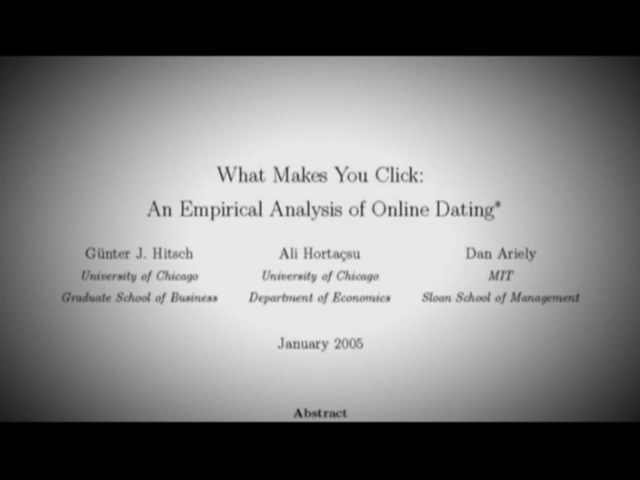 What Makes You Click:
An Empirical Analysis of Online Dating*
Günter J. Hitsch Ali Hortaçsu Dan Ariely
University of Chicago University of Chicago MIT
Graduate School of Business Department of Economics Sloan School of Management
January 2005
Abstract